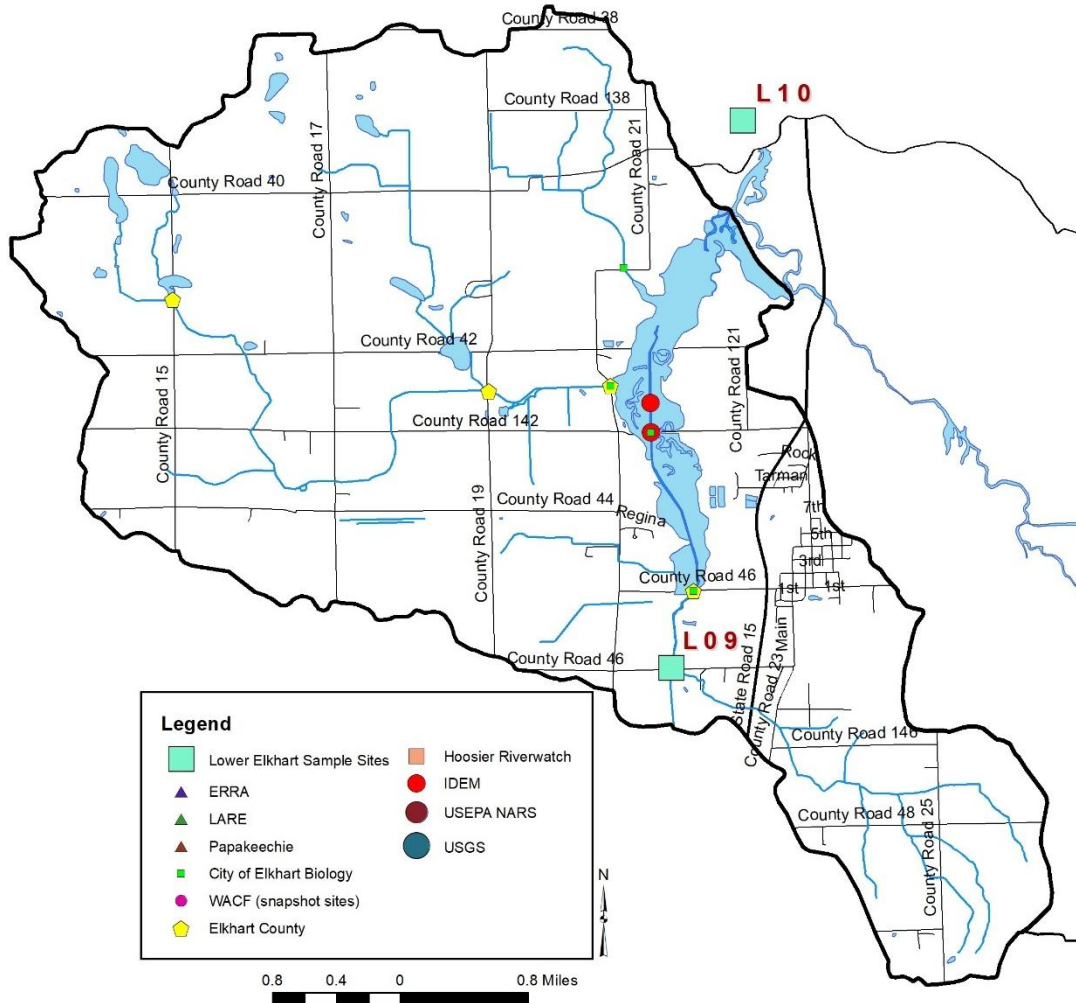 County Road 38
L10
County Road 138
County Road 21
County Road 17
County Road 40
County Road 42
County Road 121
County Road 15
County Road 142
Rock
Tarman
County Road 19
County Road 44
Regina
7th
5th
3rd
County Road 46
1st
1st
L09
Main
County Road 46
State Road 15
County Road 23
County Road 146
County Road 48
County Road 25
Legend
Lower Elkhart Sample Sites
ERRA
LARE
Papakeechie
City of Elkhart Biology
WACF (snapshot sites)
Elkhart County
Hoosier Riverwatch
IDEM
USEPA NARS
USGS
N
0.8 0.4 0 0.8 Miles